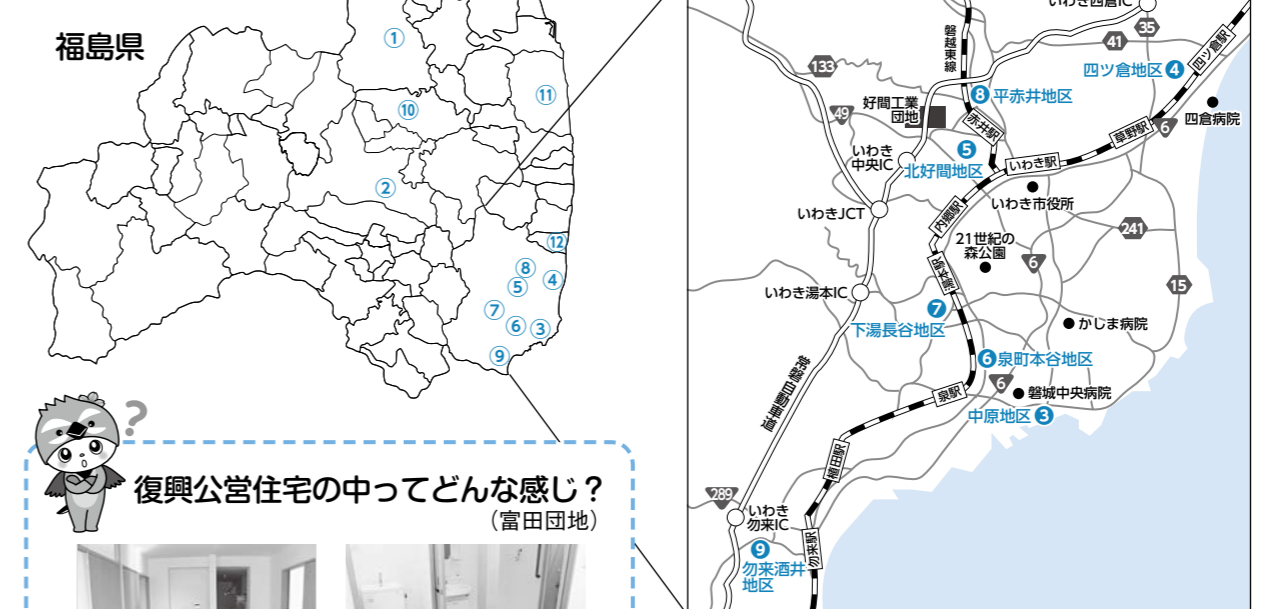 福島県
①
⑪
⑩
②
⑫
⑧
④
⑤
⑦
⑥
③
⑨
?
復興公営住宅の中ってどんな感じ？
（富田団地）
いわき四倉IC
35
磐越東線
41
四ツ倉駅
133
四ツ倉地区❹
❽平赤井地区
好間工業
団地
49
四倉病院
赤井駅
草野駅
6
いわき
中央IC
❺
北好間地区
いわき駅
いわき市役所
いわきJCT
内郷駅
241
21世紀の
森公園
6
湯本駅
15
いわき湯本IC
❼
下湯長谷地区
かしま病院
❻泉町本谷地区
常磐自動車道
6
泉駅
磐城中央病院
中原地区❸
植田駅
289
いわき
勿来IC
勿来駅
❾
勿来酒井
地区